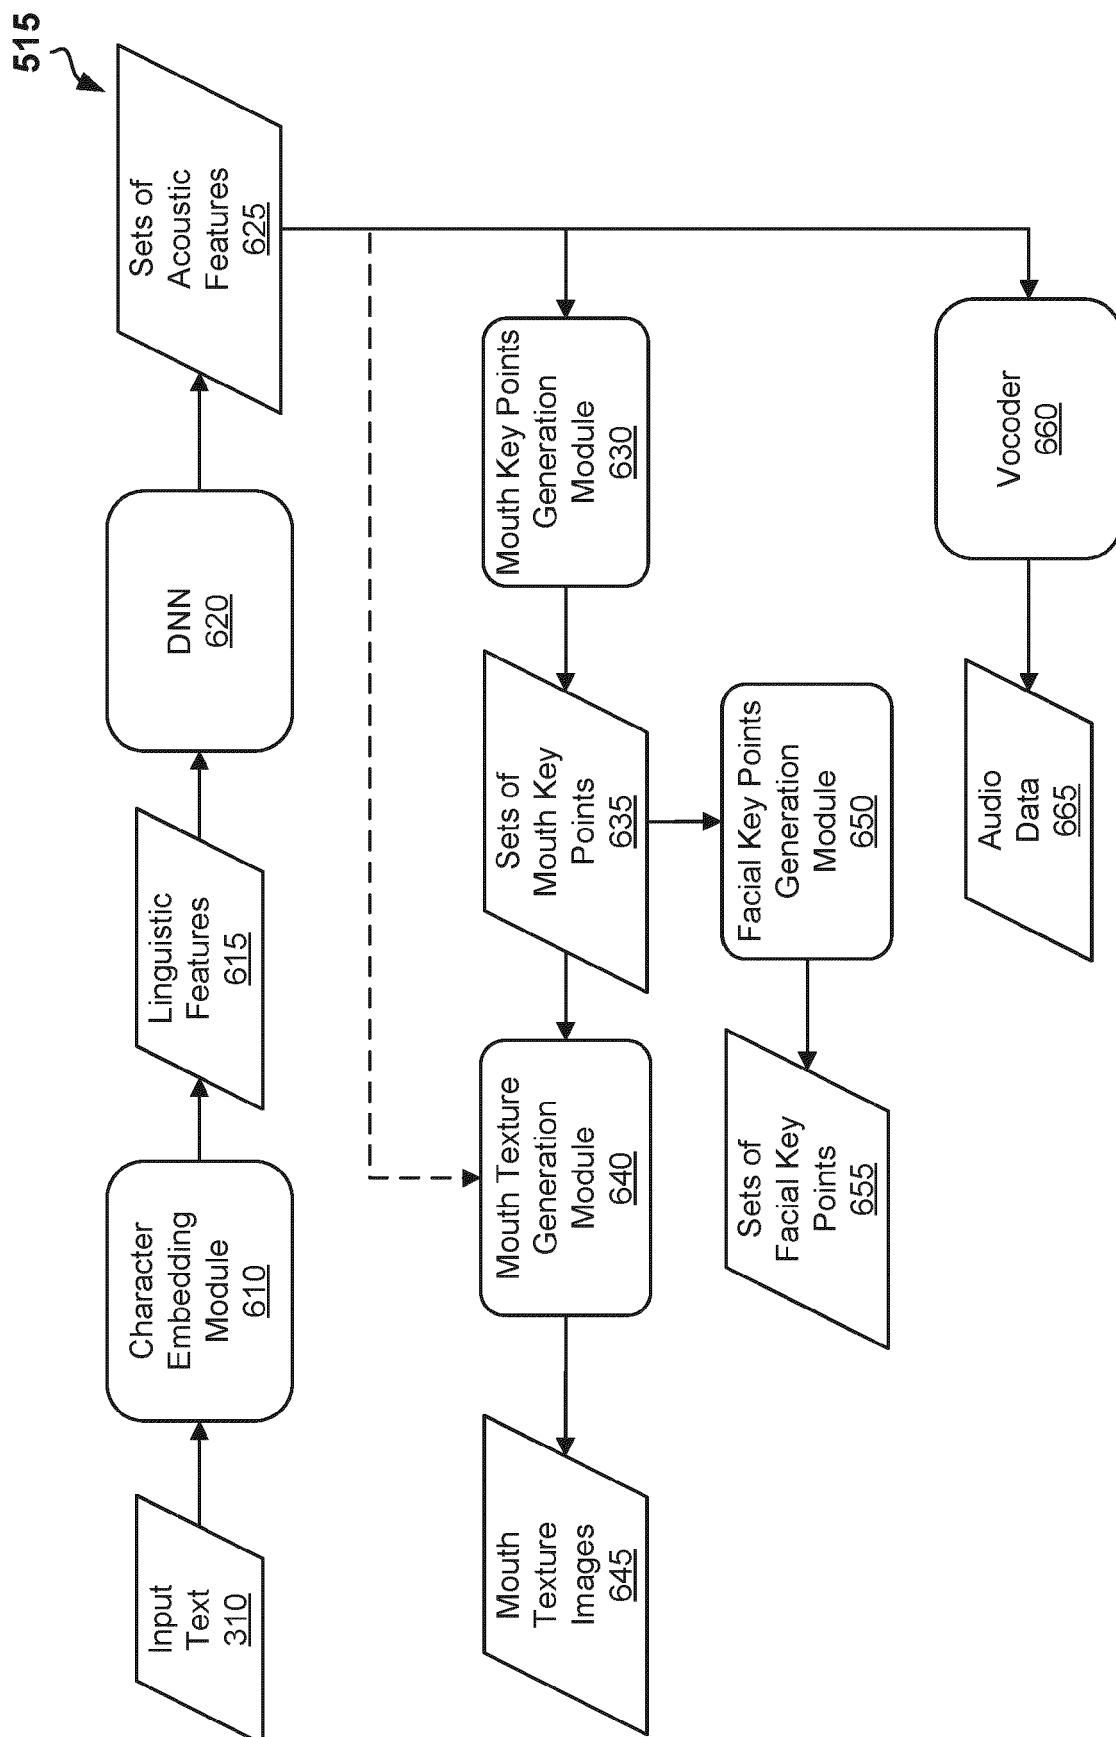 515
Input
Text
310
Character
Embedding
Module
610
Linguistic
Features
615
DNN
620
Sets of
Acoustic
Features
625
Mouth Texture
Images
645
Mouth Texture
Generation
Module
640
Sets of
Mouth Key
Points
635
Mouth Key Points
Generation
Module
630
Sets of
Facial Key
Points
655
Facial Key Points
Generation
Module
650
Audio
Data
665
Vocoder
660